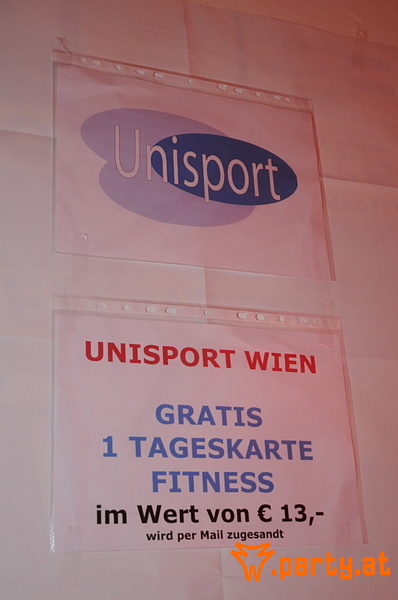 Unisport
UNISPORT WIEN
GRATIS
1 TAGESKARTE
FITNESS
im Wert von € 13,-
wird per Mail zugesandt
party.at